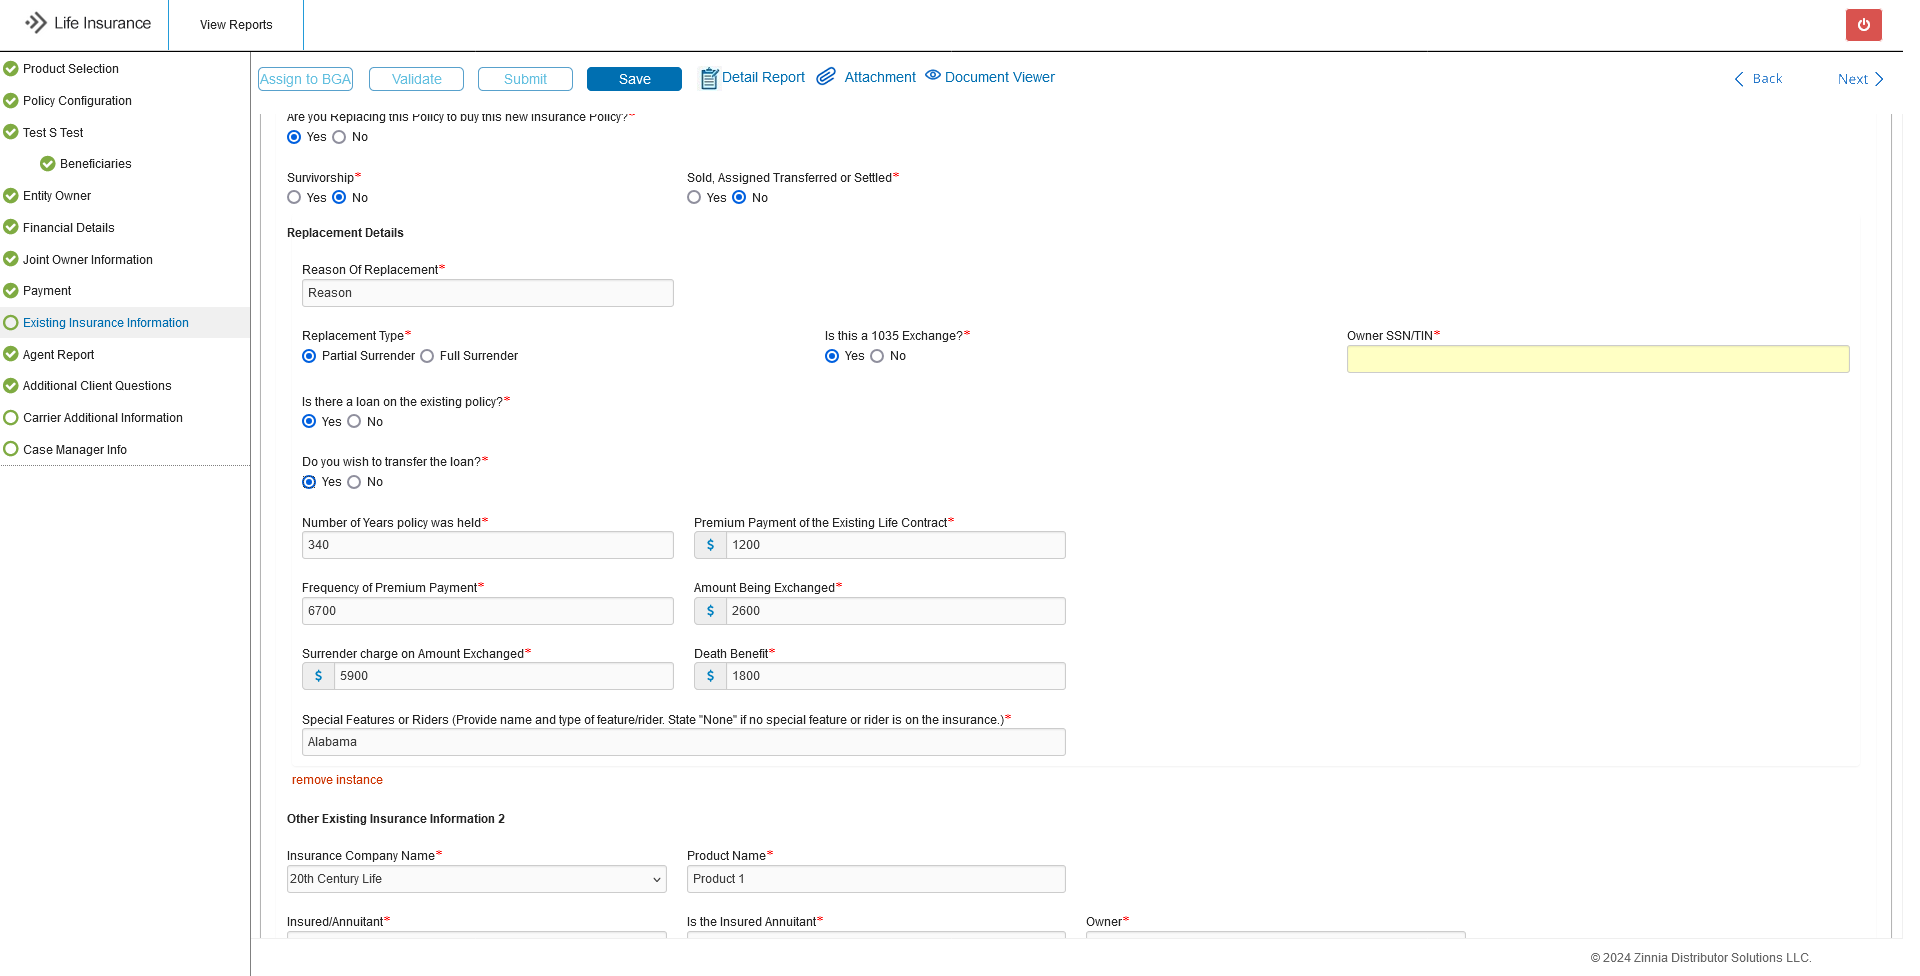 Life Insurance
View Reports
Product Selection
Policy Configuration
Test S Test
Beneficiaries
Entity Owner
Financial Details
Joint Owner Information
Payment
Existing Insurance Information
Agent Report
Additional Client Questions
Carrier Additional Information
Case Manager Info
Assign to BGA Validate Submit Save Detail Report Attachment Document Viewer Back Next
Are you Replacing this Policy to buy this new Insurance Policy?*
Yes No
Survivorship* Sold, Assigned Transferred or Settled*
Yes No Yes No
Replacement Details
Reason Of Replacement*
Reason
Replacement Type* Is this a 1035 Exchange?* Owner SSN/TIN*
Partial Surrender Full Surrender Yes No
Is there a loan on the existing policy?*
Yes No
Do you wish to transfer the loan?*
Yes No
Number of Years policy was held* Premium Payment of the Existing Life Contract*
340 $ 1200
Frequency of Premium Payment* Amount Being Exchanged*
6700 $ 2600
Surrender charge on Amount Exchanged* Death Benefit*
$ 5900 $ 1800
Special Features or Riders (Provide name and type of feature/rider. State "None" if no special feature or rider is on the insurance.)*
Alabama
remove instance
Other Existing Insurance Information 2
Insurance Company Name* Product Name*
20th Century Life Product 1
Insured/Annuitant* Is the Insured Annuitant* Owner*
© 2024 Zinnia Distributor Solutions LLC.